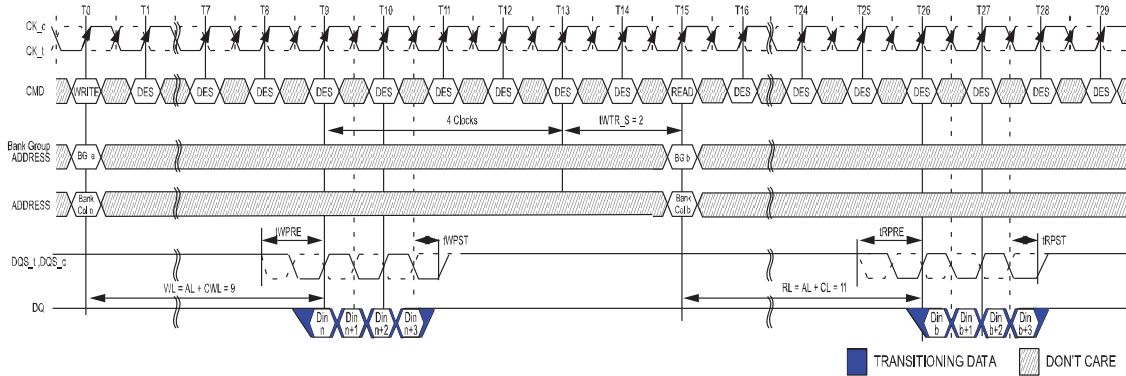 T0 T1 T7 T8 T9 T10 T11 T12 T13 T14 T15 T16 T24 T25 T26 T27 T28 T29
CK_c
CK_t
CMD WRITE DES DES DES DES DES DES DES DES DES READ DES DES DES DES DES DES DES
4 Clocks tWTR_S = 2
Bank Group
ADDRESS BG a BG b
ADDRESS Bank
Col n Bank
Col b
tWPRE tWPST tRPRE tRPST
DQS_t ,DQS_c
WL = AL + CWL = 9 RL = AL + CL = 11
DQ Din
n Din
n+1 Din
n+2 Din
n+3 Din
b Din
b+1 Din
b+2 Din
b+3
TRANSITIONING DATA DON'T CARE